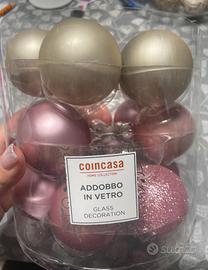 coincasa
HOME COLLECTION
ADDOBBO
IN VETRO
GLASS
DECORATION
subito